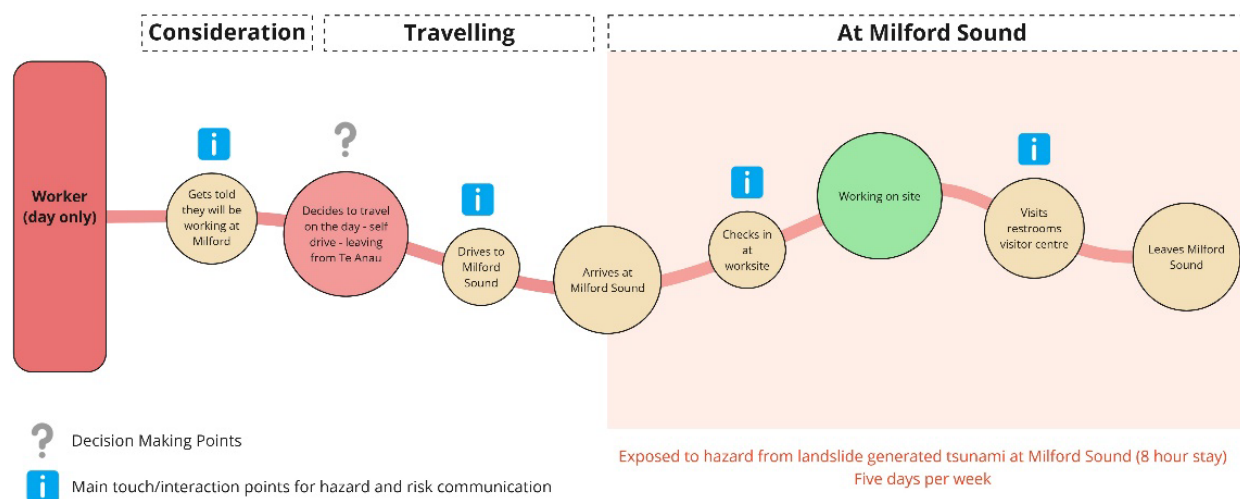 Consideration
Travelling
At Milford Sound
Worker
(day only)
Gets told
they will be
working at
Milford
Decides to travel
on the day - self
drive - leaving
from Te Anau
Drives to
Milford
Sound
Arrives at
Milford Sound
Checks in
at
worksite
Working on site
Visits
restrooms
visitor centre
Leaves Milford
Sound
? Decision Making Points
i Main touch/interaction points for hazard and risk communication
Exposed to hazard from landslide generated tsunami at Milford Sound (8 hour stay)
Five days per week